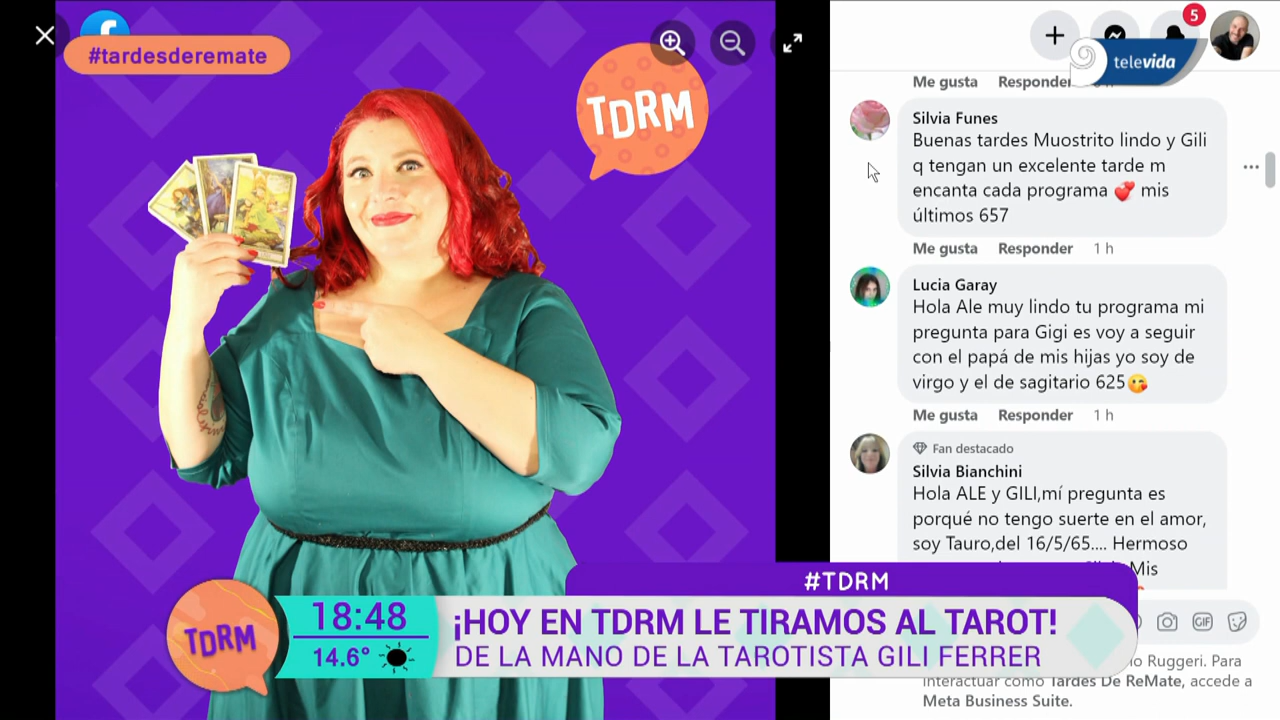 #tardesderemate
TDRM
5
televida
Me gusta Responder
Silvia Funes
Buenas tardes Muostrito lindo y Gili
q tengan un excelente tarde m
encanta cada programa 💕 mis
últimos 657
Me gusta Responder 1 h
Lucia Garay
Hola Ale muy lindo tu programa mi
pregunta para Gigi es voy a seguir
con el papá de mis hijas yo soy de
virgo y el de sagitario 625😋
Me gusta Responder 1 h
Fan destacado
Silvia Bianchini
Hola ALE y GILI,mí pregunta es
porqué no tengo suerte en el amor,
soy Tauro,del 16/5/65.... Hermoso
Mis
GIF
Ruggeri. Para
interactuar como Tardes De ReMate, accede a
Meta Business Suite.
#TDRM
TDRM
18:48
14.6°
¡HOY EN TDRM LE TIRAMOS AL TAROT!
DE LA MANO DE LA TAROTISTA GILI FERRER